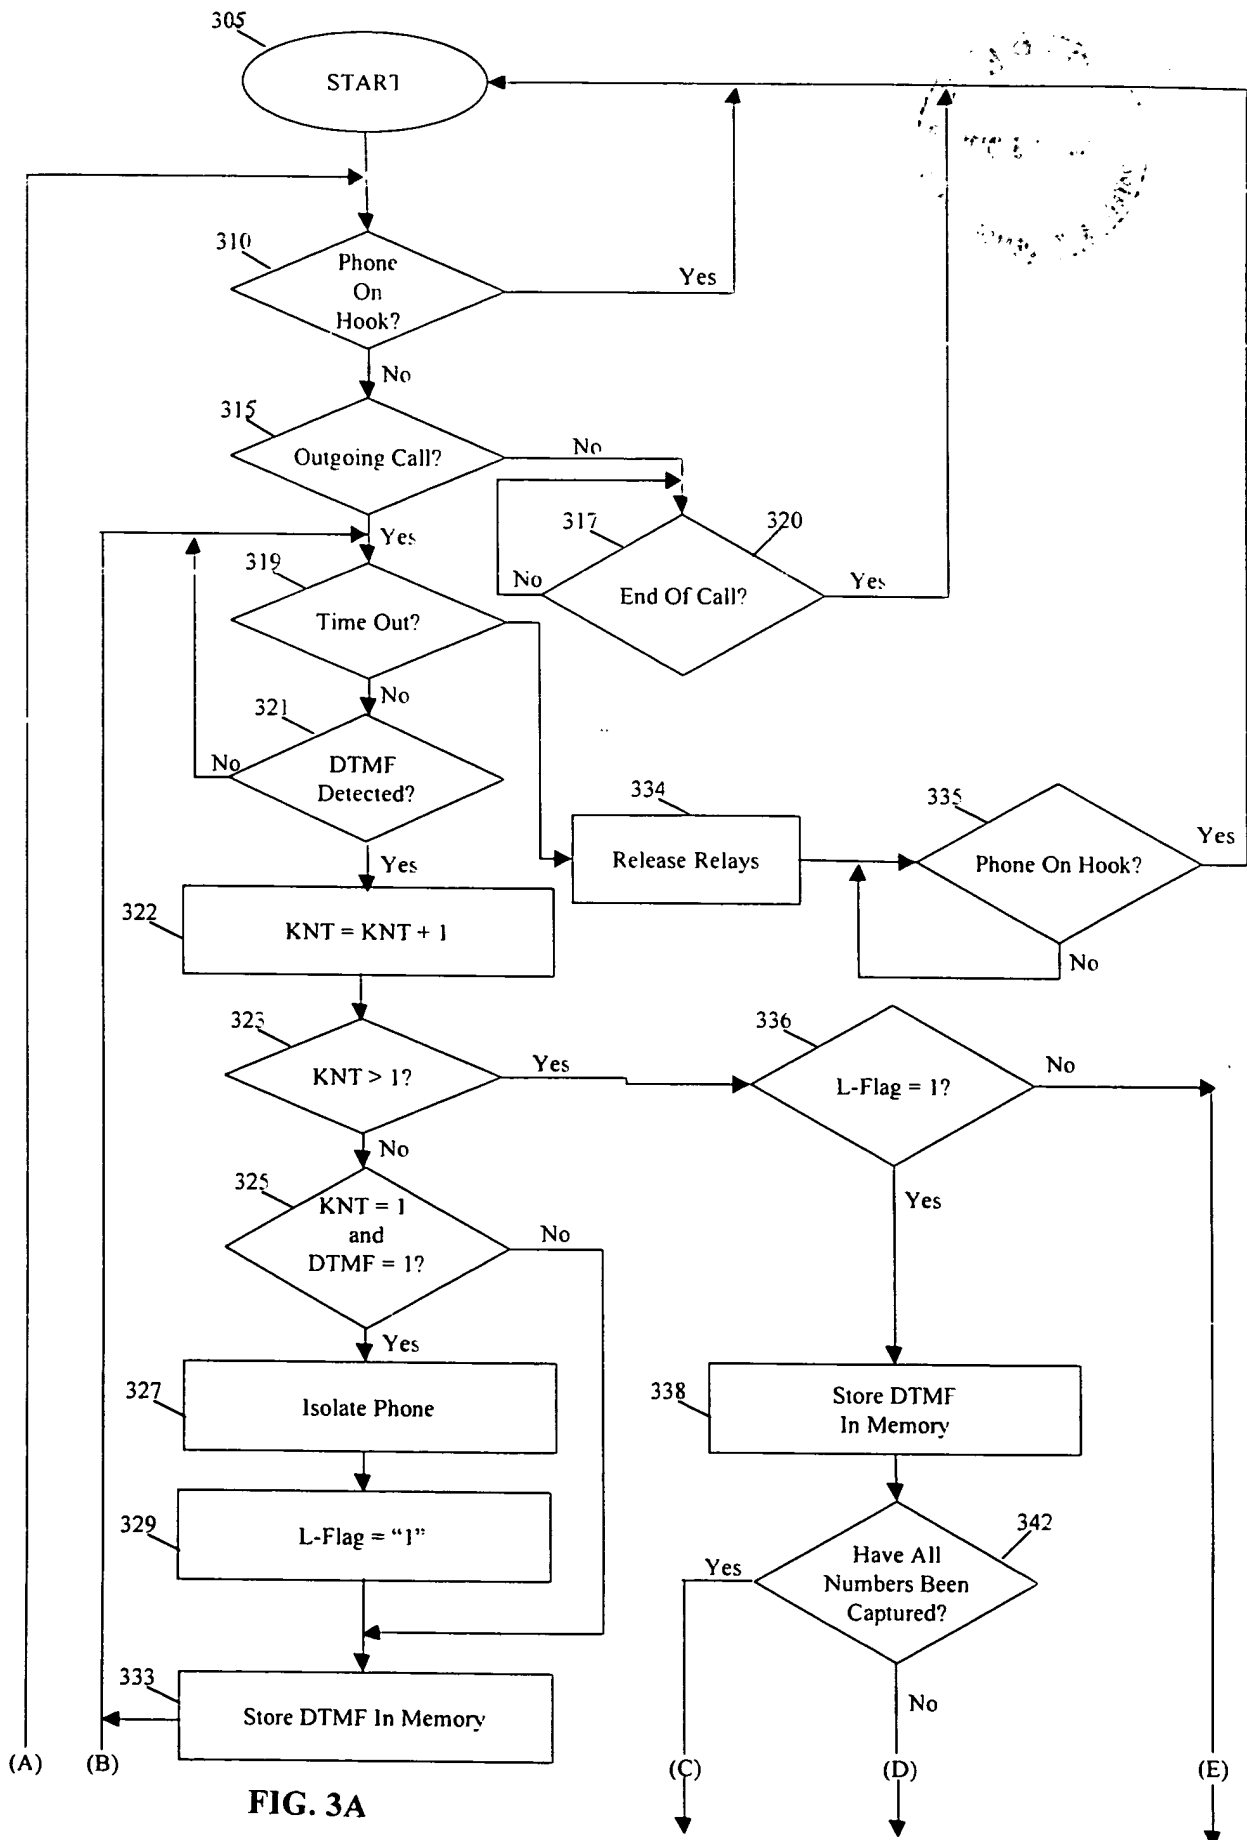 305
START
310
Phone
On
Hook?
Yes
No
315
Outgoing Call?
No
Yes
317
320
End Of Call?
No
Yes
319
Time Out?
No
321
DTMF
Detected?
No
Yes
334
Release Relays
335
Phone On Hook?
Yes
No
322
KNT = KNT + 1
323
KNT > 1?
Yes
No
336
L-Flag = 1?
No
Yes
325
KNT = 1
and
DTMF = 1?
No
Yes
327
Isolate Phone
338
Store DTMF
In Memory
329
L-Flag = “1”
342
Have All
Numbers Been
Captured?
Yes
No
333
Store DTMF In Memory
(A)
(B)
(C)
(D)
(E)
FIG. 3A